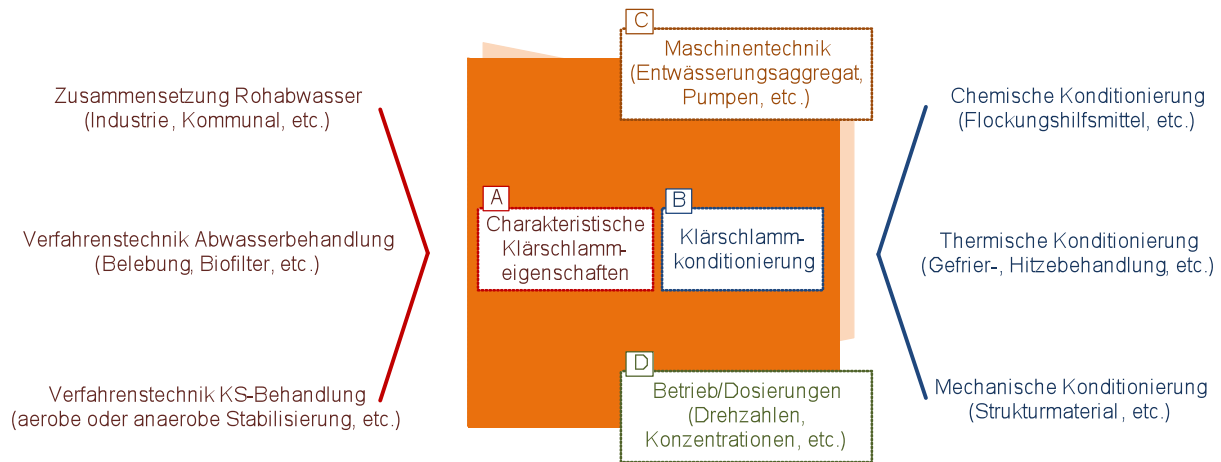 Zusammensetzung Rohabwasser
(Industrie, Kommunal, etc.)
Verfahrenstechnik Abwasserbehandlung
(Belebung, Biofilter, etc.)
Verfahrenstechnik KS-Behandlung
(aerobe oder anaerobe Stabilisierung, etc.)
C
Maschinentechnik
(Entwässerungsaggregat,
Pumpen, etc.)
A
Charakteristische
Klärschlamm-
eigenschaften
B
Klärschlamm-
konditionierung
D
Betrieb/Dosierungen
(Drehzahlen,
Konzentrationen, etc.)
Chemische Konditionierung
(Flockungshilfsmittel, etc.)
Thermische Konditionierung
(Gefrier-, Hitzebehandlung, etc.)
Mechanische Konditionierung
(Strukturmaterial, etc.)